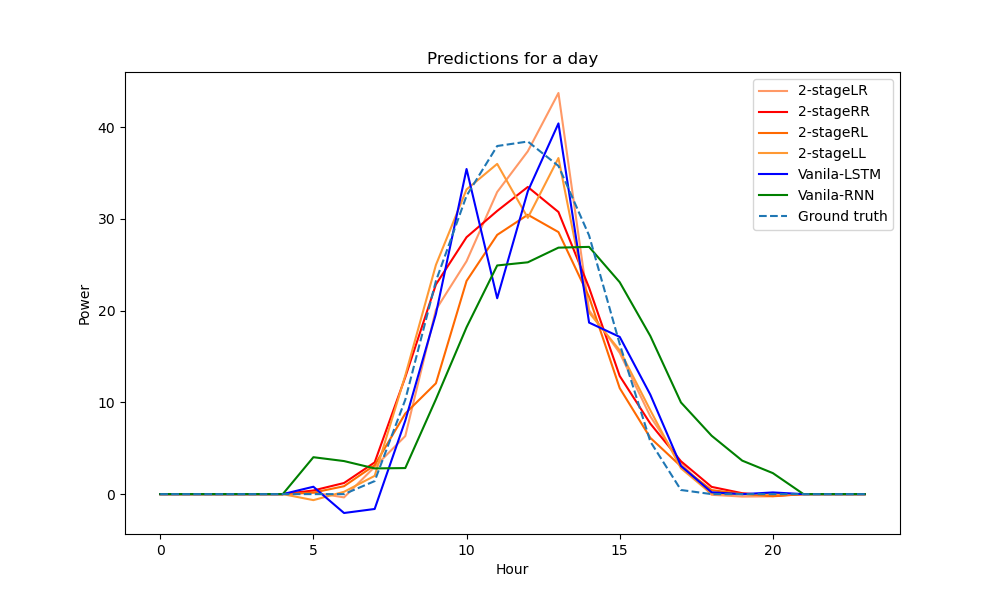 Predictions for a day
2-stageLR
2-stageRR
2-stageRL
2-stageLL
Vanila-LSTM
Vanila-RNN
Ground truth
40
30
20
10
0
Power
0 5 10 15 20
Hour